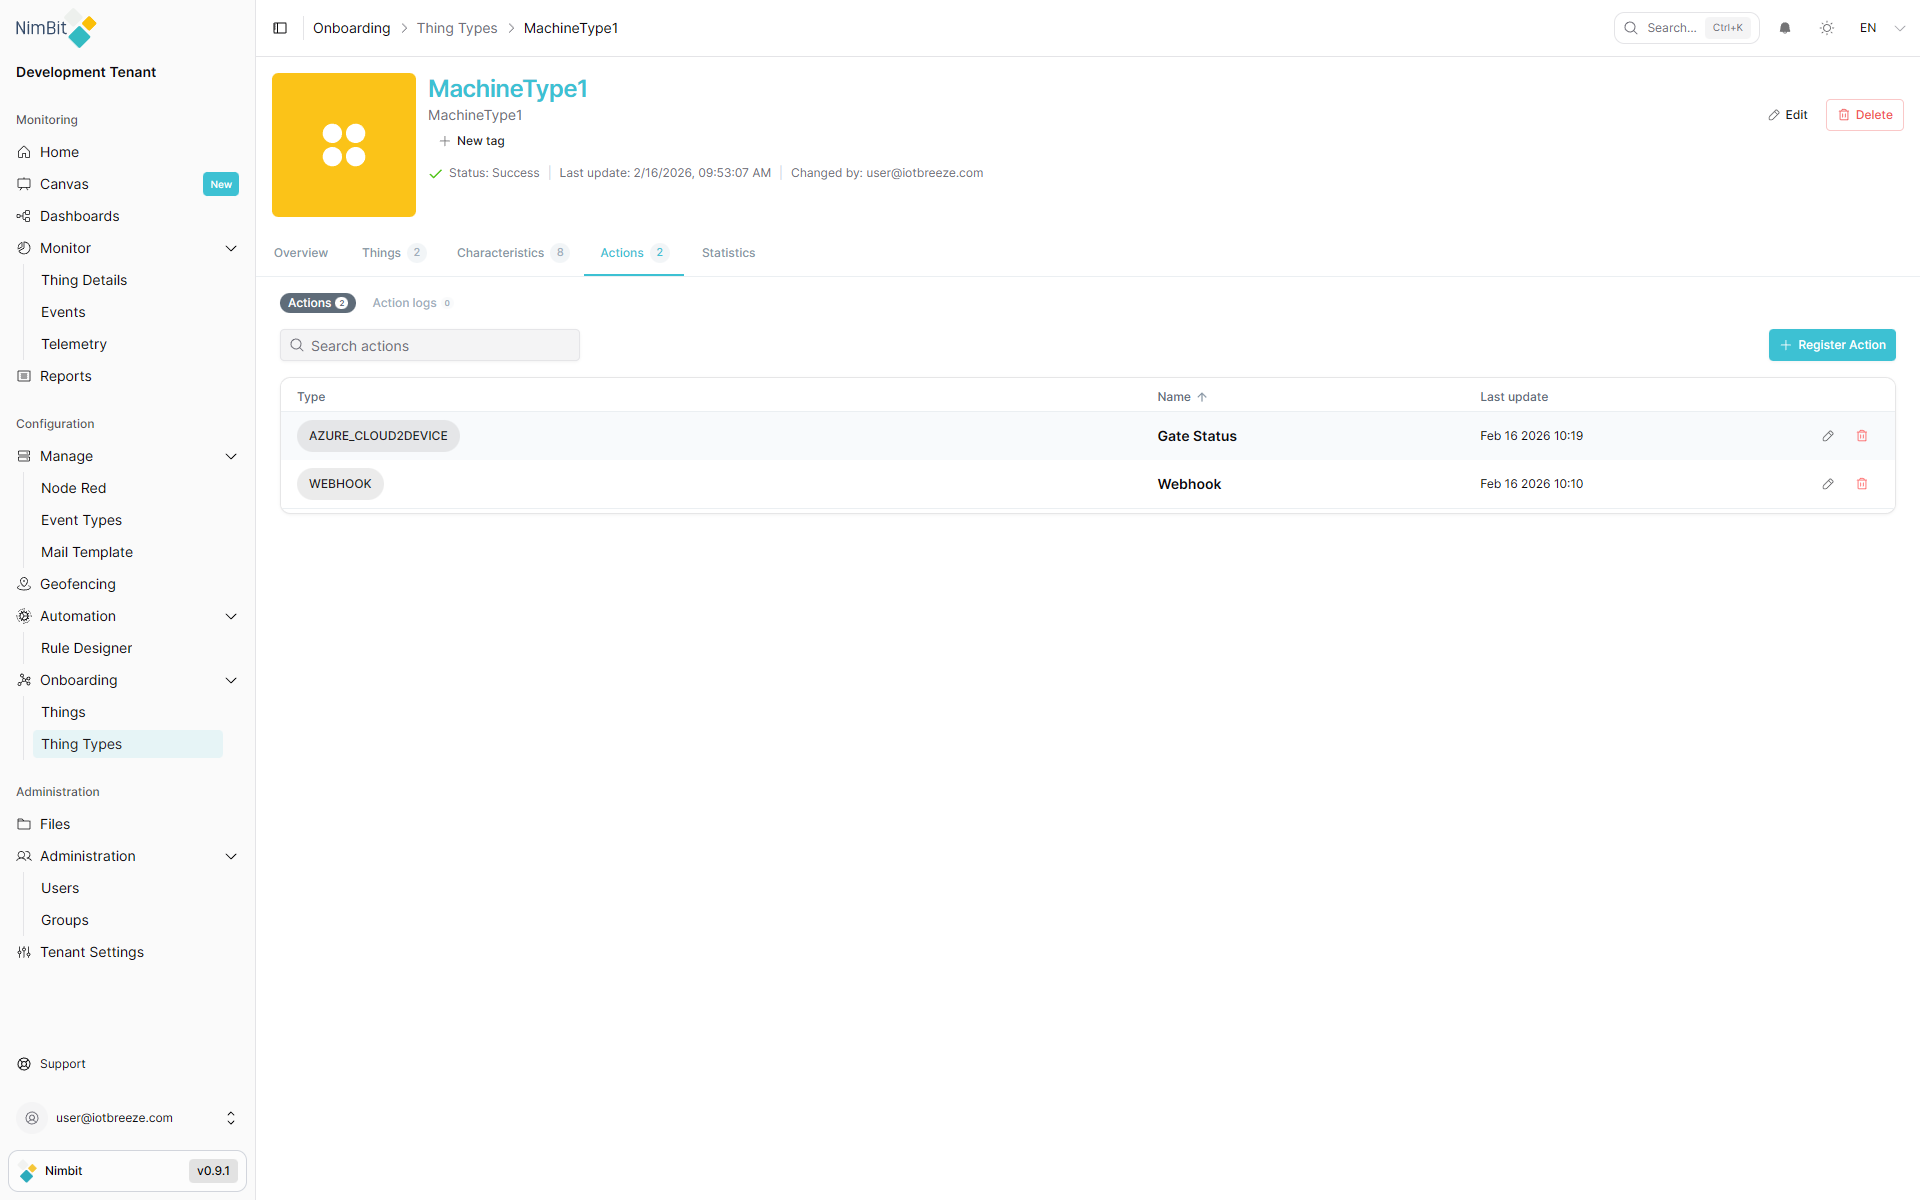 NimBit
Development Tenant
Monitoring
Home
Canvas New
Dashboards
Monitor
Thing Details
Events
Telemetry
Reports
Configuration
Manage
Node Red
Event Types
Mail Template
Geofencing
Automation
Rule Designer
Onboarding
Things
Thing Types
Administration
Files
Administration
Users
Groups
Tenant Settings
Support
user@iotbreeze.com
Nimbit v0.9.1
Onboarding > Thing Types > MachineType1
Search... Ctrl+K EN
MachineType1
MachineType1
+ New tag
Status: Success | Last update: 2/16/2026, 09:53:07 AM | Changed by: user@iotbreeze.com
Edit Delete
Overview Things 2 Characteristics 8 Actions 2 Statistics
Actions 2 Action logs 0
Search actions
+ Register Action
Type Name Last update
AZURE_CLOUD2DEVICE Gate Status Feb 16 2026 10:19
WEBHOOK Webhook Feb 16 2026 10:10